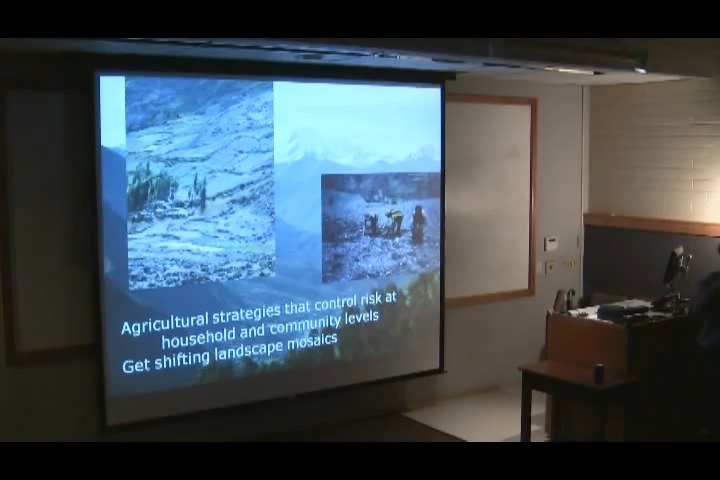 Agricultural strategies that control risk at
household and community levels
Get shifting landscape mosaics